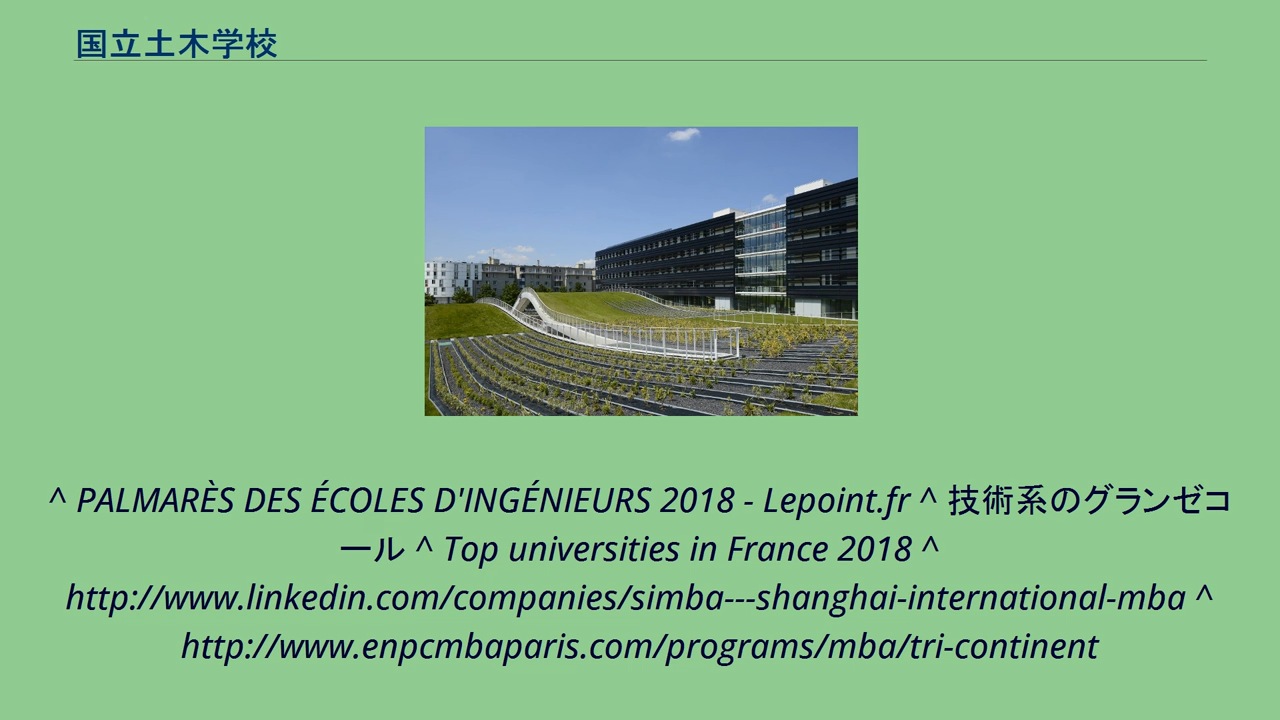 国立土木学校
^ PALMARÈS DES ÉCOLES D'INGÉNIEURS 2018 - Lepoint.fr ^ 技術系のグランゼコ
ール ^ Top universities in France 2018 ^
http://www.linkedin.com/companies/simba---shanghai-international-mba ^
http://www.enpcmbaparis.com/programs/mba/tri-continent